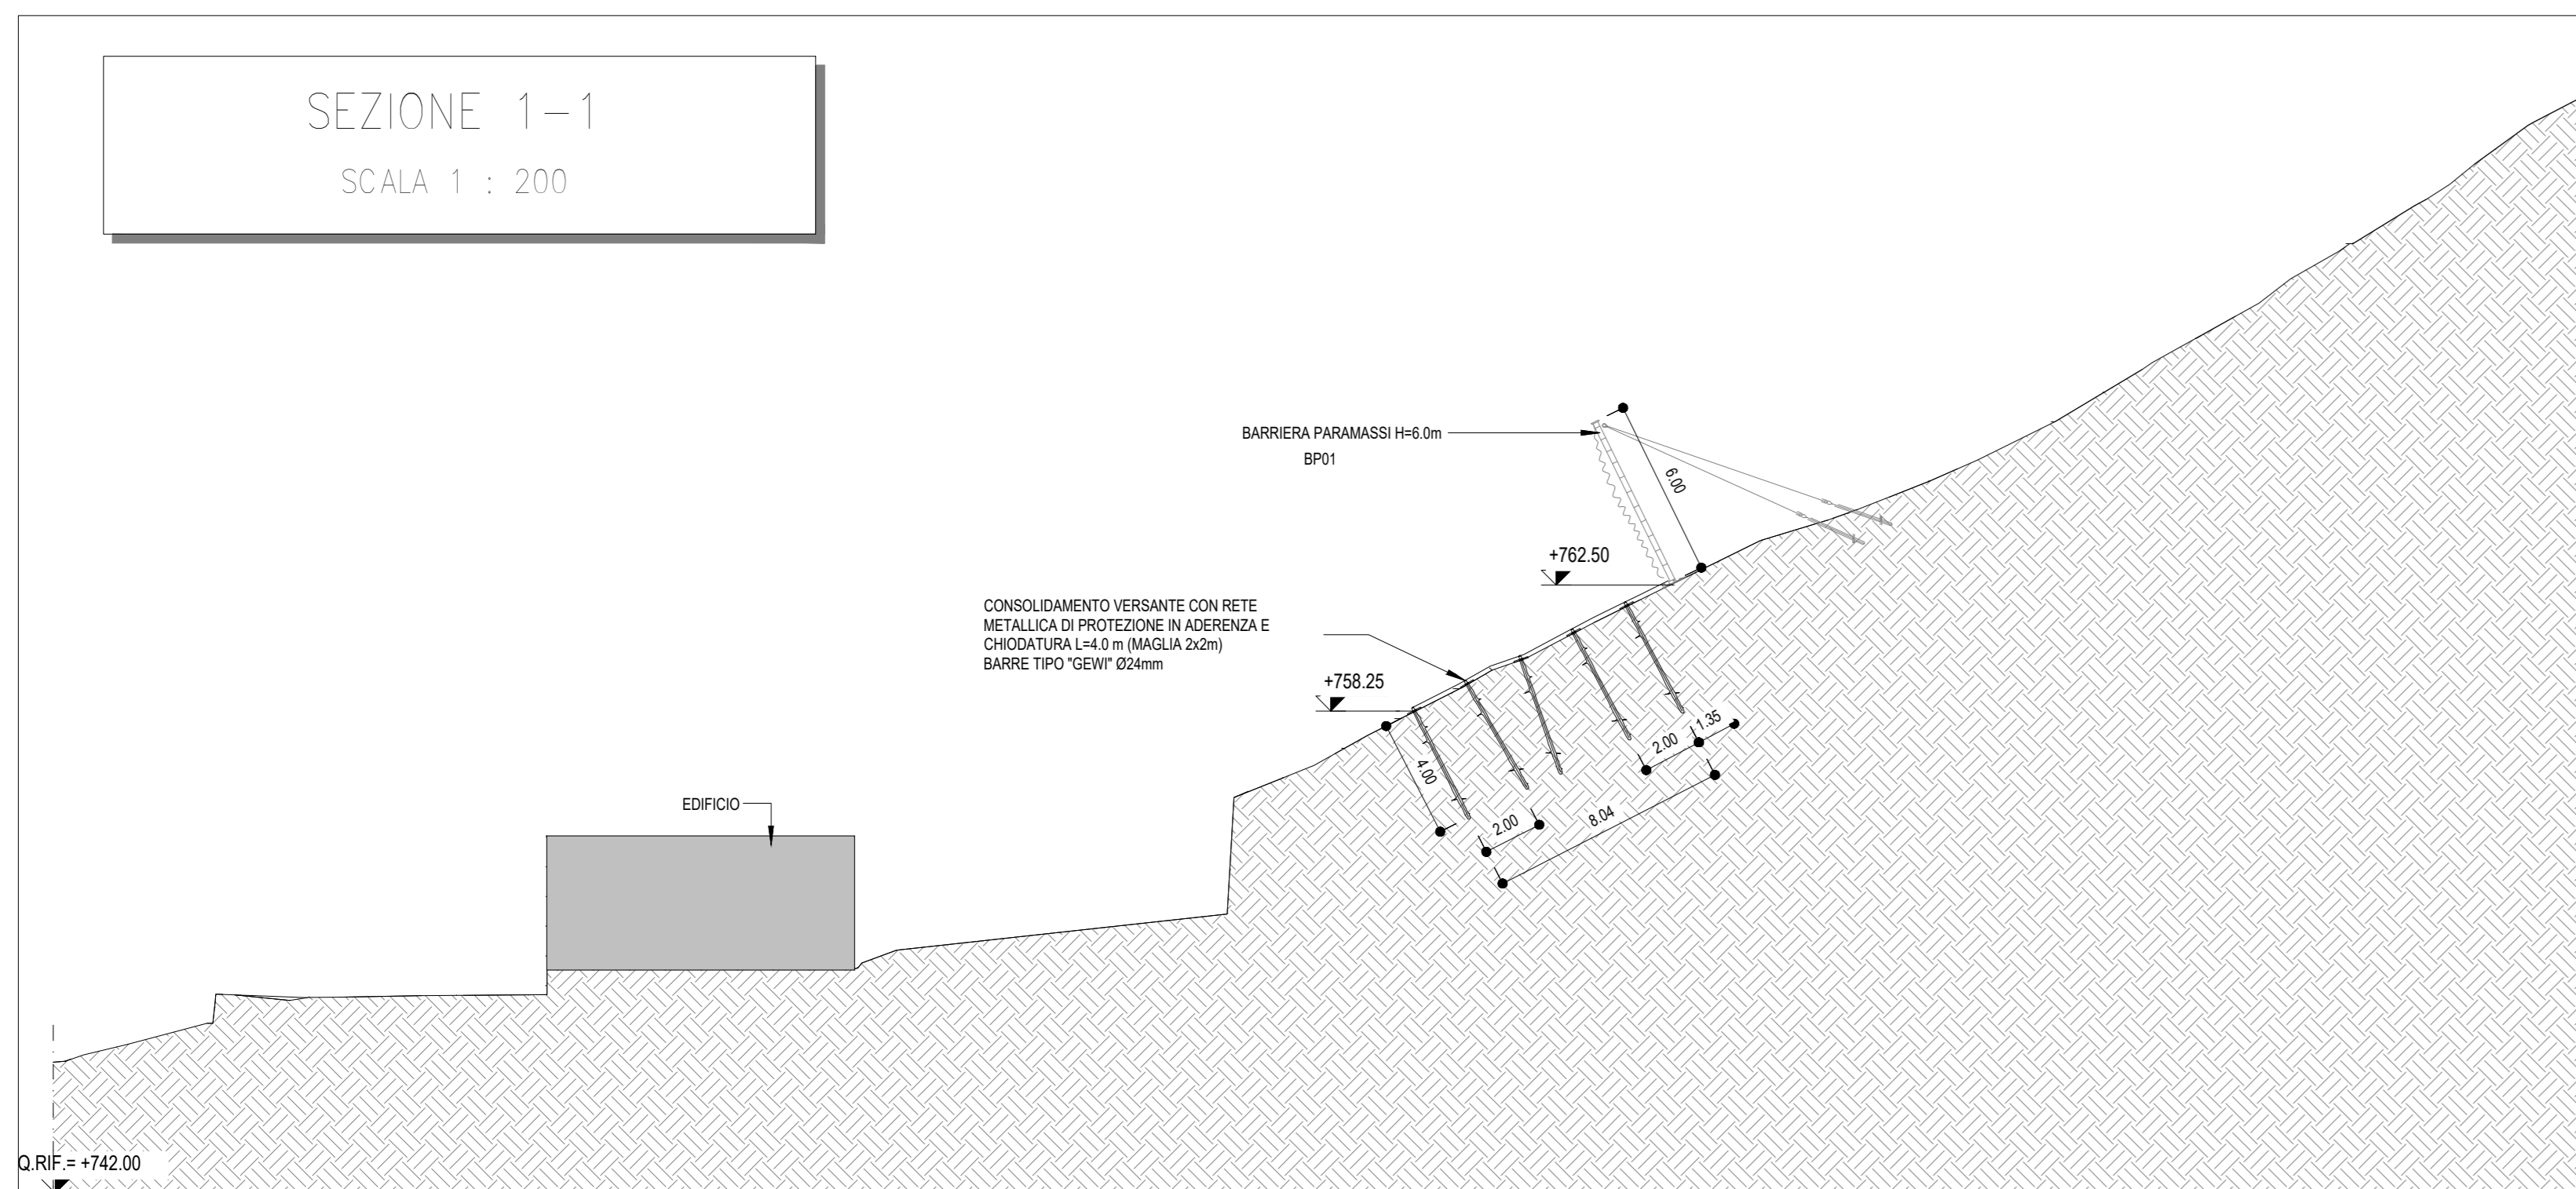 SEZIONE 1-1
SCALA 1 : 200
BARRIERA PARAMASSI H=6.0m
BP01
6.00
+762.50
CONSOLIDAMENTO VERSANTE CON RETE
METALLICA DI PROTEZIONE IN ADERENZA E
CHIODATURA L=4.0 m (MAGLIA 2x2m)
BARRE TIPO "GEWI" Ø24mm
+758.25
4.00
2.00
8.04
2.00
1.35
EDIFICIO
Q.RIF.= +742.00